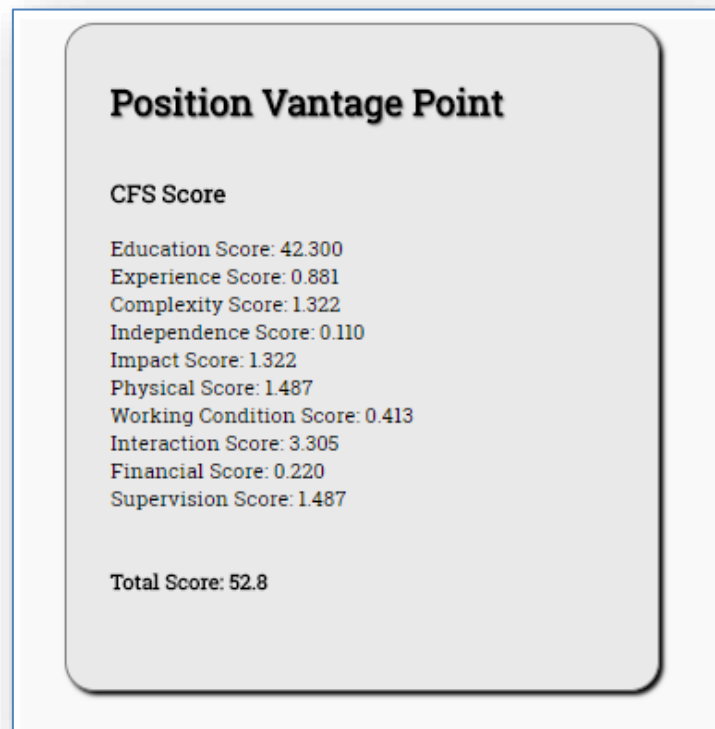 Position Vantage Point
CFS Score
Education Score: 42.300
Experience Score: 0.881
Complexity Score: 1.322
Independence Score: 0.110
Impact Score: 1.322
Physical Score: 1.487
Working Condition Score: 0.413
Interaction Score: 3.305
Financial Score: 0.220
Supervision Score: 1.487
Total Score: 52.8